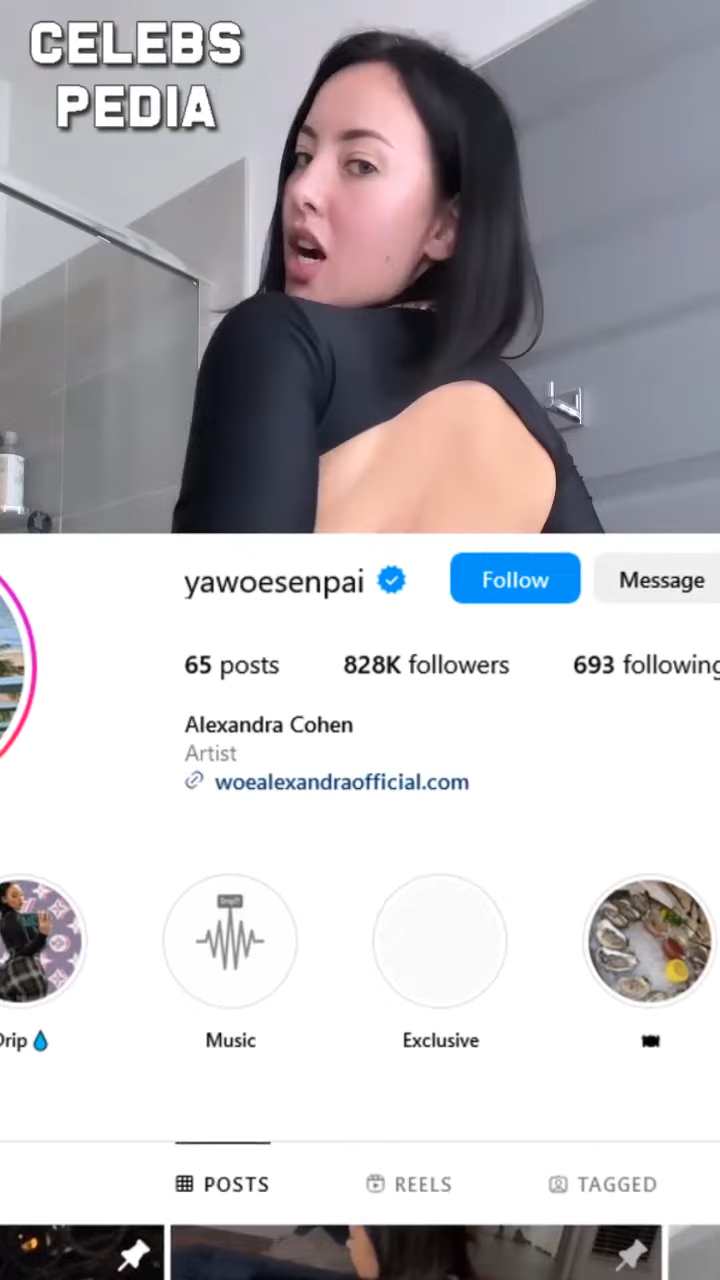 CELEBS
PEDIA
yawoesenpai
Follow
Message
65 posts
828K followers
693 following
Alexandra Cohen
Artist
woealexandraofficial.com
Drip💧
Music
Exclusive
POSTS
REELS
TAGGED